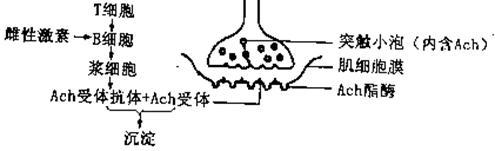 T细胞
雌性激素
B细胞
浆细胞
Ach受体抗体+Ach受体
沉淀
突触小泡（内含Ach）
肌细胞膜
Ach酯酶